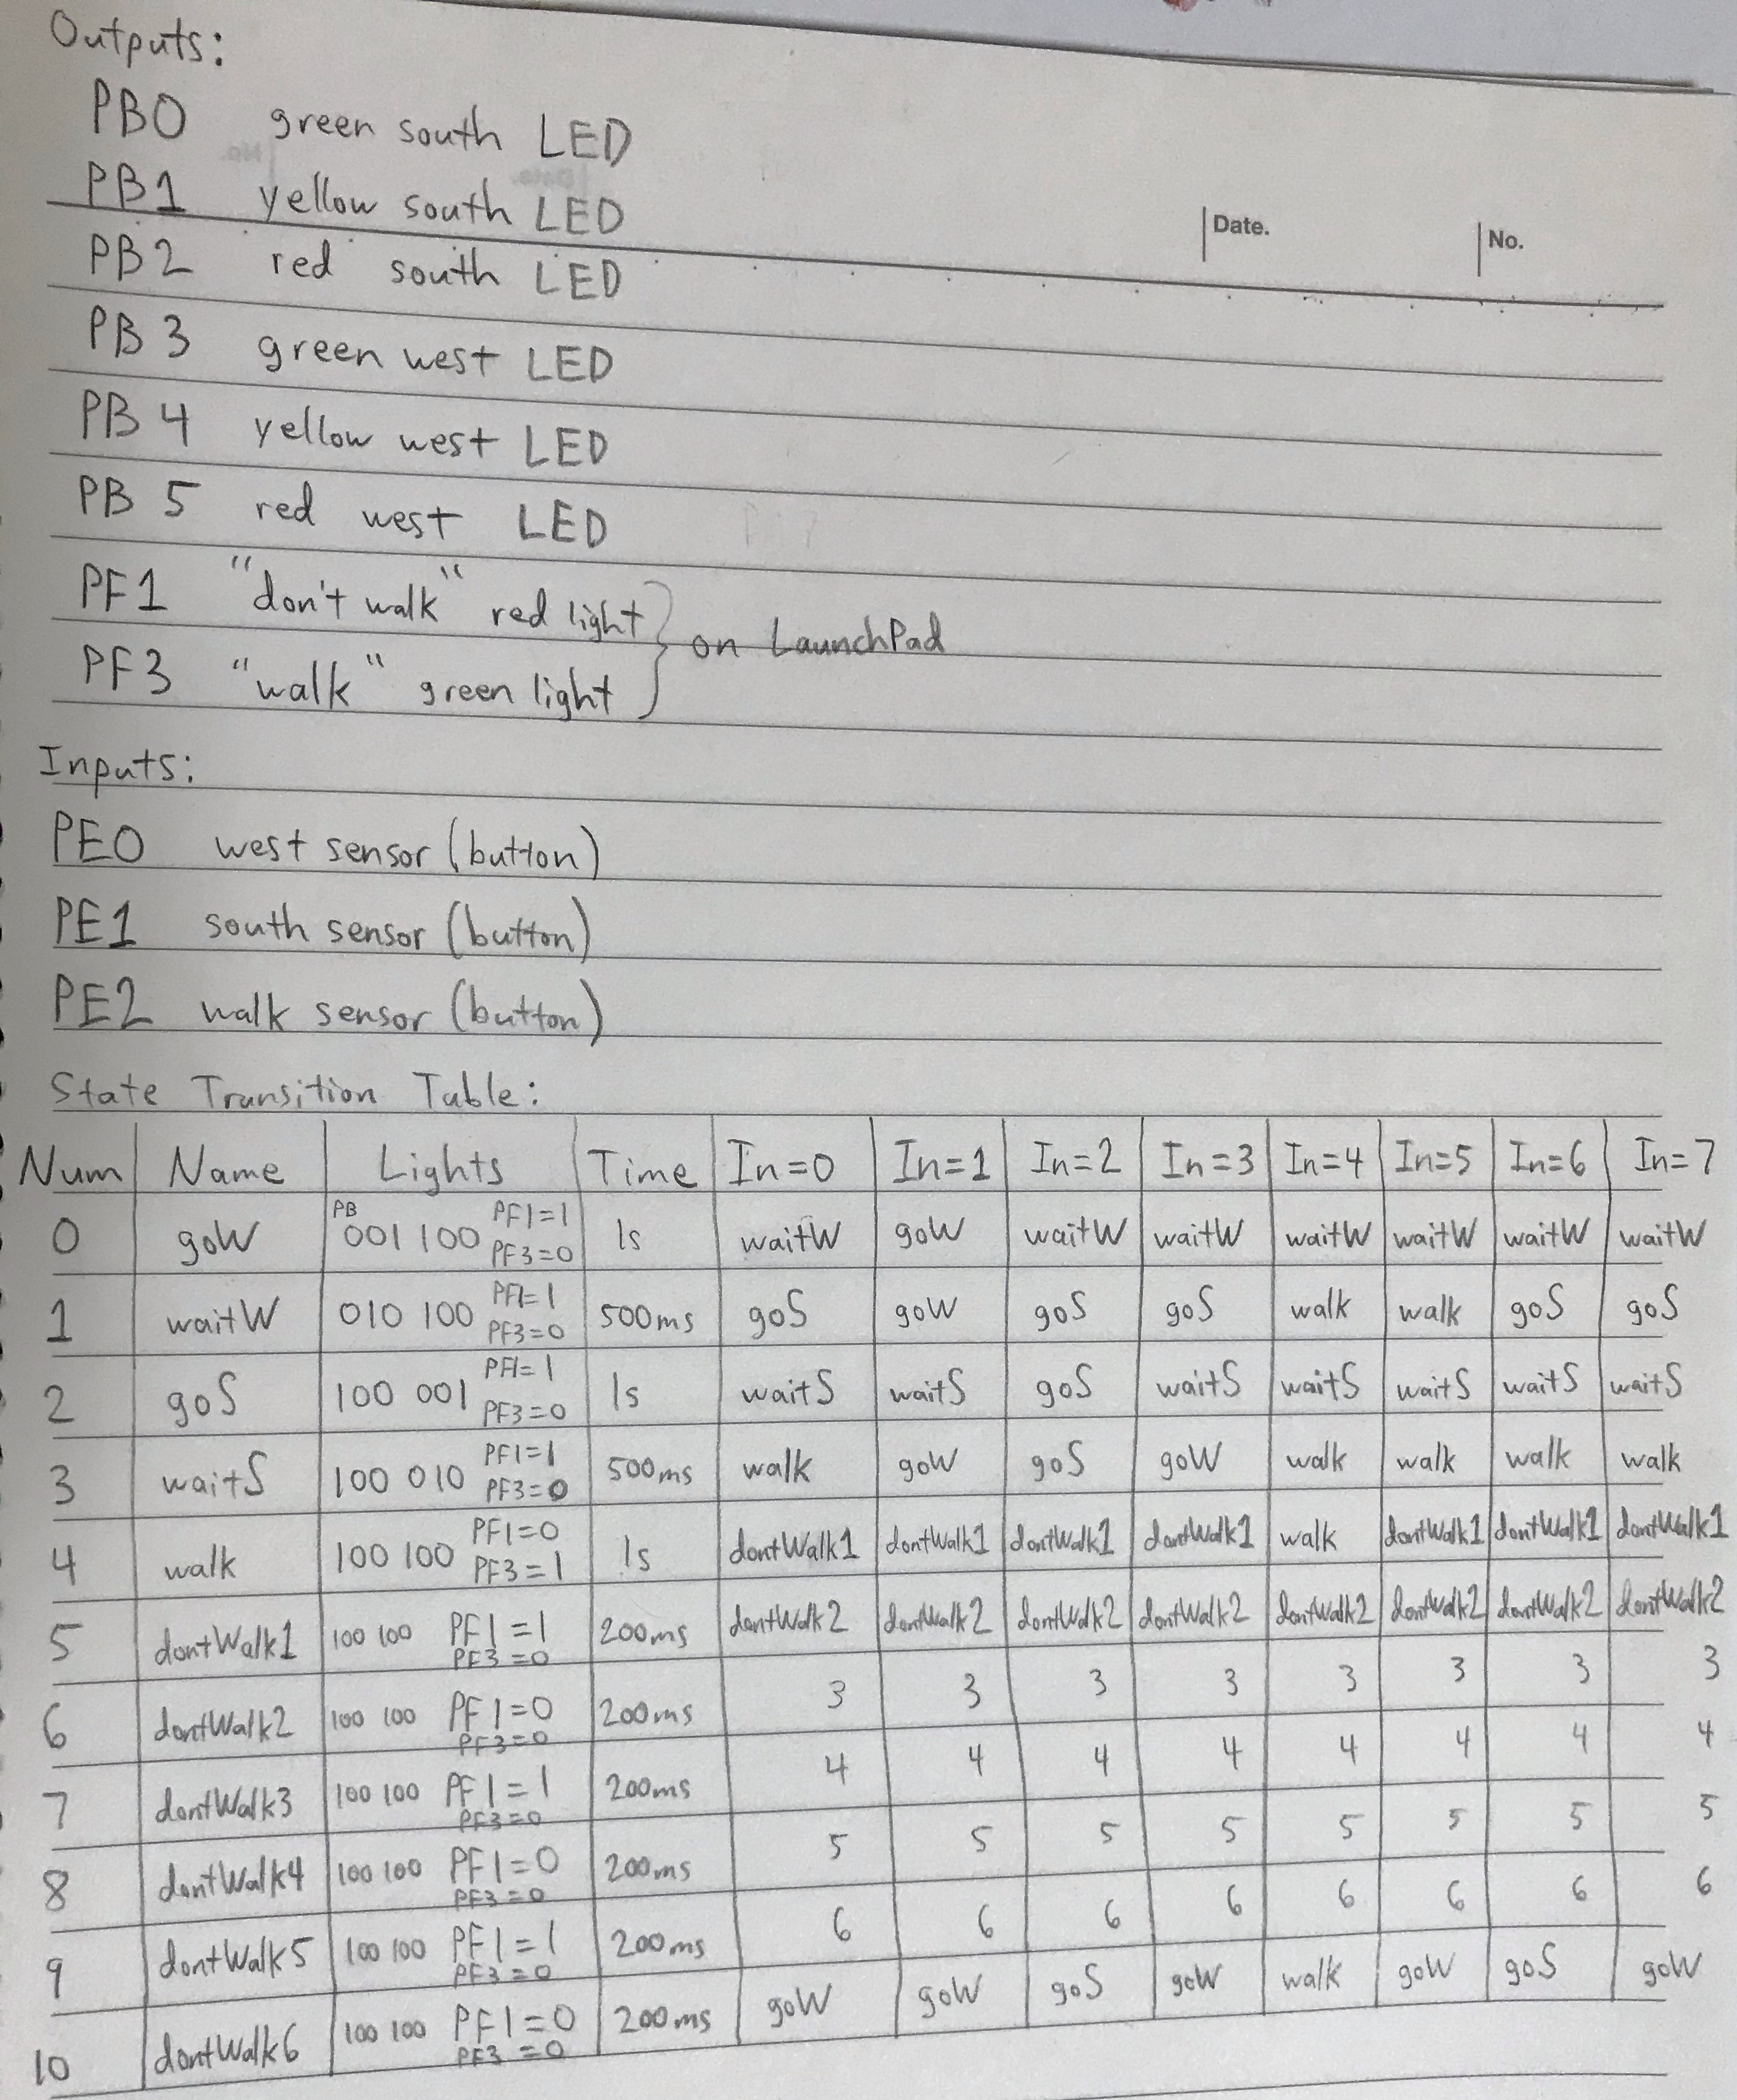 Outputs:
PB0 green south LED
PB1 yellow south LED
Date. No.
PB2 red south LED
PB3 green west LED
PB4 yellow west LED
PB5 red west LED
PF1 "don't walk" red light
on LaunchPad
PF3 "walk" green light
Inputs:
PE0 west sensor (button)
PE1 south sensor (button)
PE2 walk sensor (button)
State Transition Table:
Num Name Lights Time In=0 In=1 In=2 In=3 In=4 In=5 In=6 In=7
0 goW PB 001 100 PF1=1 PF3=0 1s waitW goW waitW waitW waitW waitW waitW waitW
1 waitW 010 100 PF1=1 PF3=0 500ms goS goW goS goS walk walk goS goS
2 goS 100 001 PF1=1 PF3=0 1s waitS waitS goS waitS waitS waitS waitS waitS
3 waitS 100 010 PF1=1 PF3=0 500ms walk goW goS goW walk walk walk walk
4 walk 100 100 PF1=0 PF3=1 1s dontWalk1 dontWalk1 dontWalk1 dontWalk1 walk dontWalk1 dontWalk1 dontWalk1
5 dontWalk1 100 100 PF1=1 PF3=0 200ms dontWalk2 dontWalk2 dontWalk2 dontWalk2 dontWalk2 dontWalk2 dontWalk2 dontWalk2
6 dontWalk2 100 100 PF1=0 PF3=0 200ms 3 3 3 3 3 3 3 3
7 dontWalk3 100 100 PF1=1 PF3=0 200ms 4 4 4 4 4 4 4 4
8 dontWalk4 100 100 PF1=0 PF3=0 200ms 5 5 5 5 5 5 5 5
9 dontWalk5 100 100 PF1=1 PF3=0 200ms 6 6 6 6 6 6 6 6
10 dontWalk6 100 100 PF1=0 PF3=0 200ms goW goW goS goW walk goW goS goW